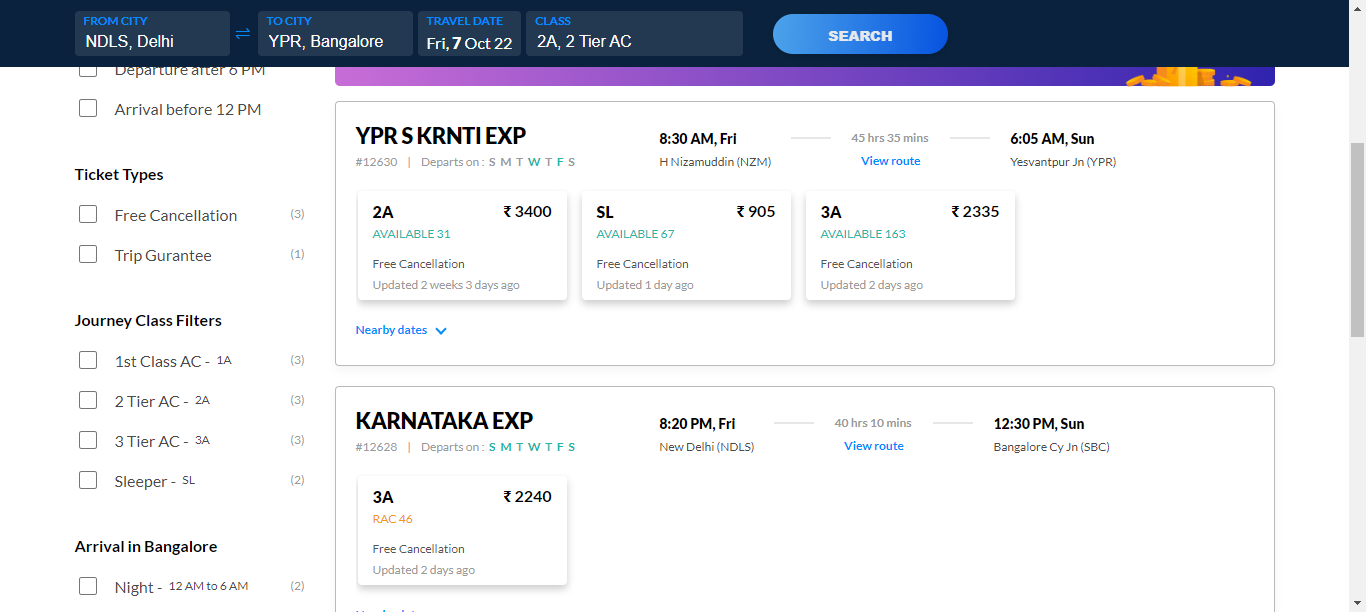 FROM CITY
NDLS, Delhi
TO CITY
YPR, Bangalore
TRAVEL DATE
Fri, 7 Oct 22
CLASS
2A, 2 Tier AC
SEARCH
Departure after 6 PM
Arrival before 12 PM
Ticket Types
Free Cancellation (3)
Trip Gurantee (1)
Journey Class Filters
1st Class AC - 1A (3)
2 Tier AC - 2A (3)
3 Tier AC - 3A (3)
Sleeper - SL (2)
Arrival in Bangalore
Night - 12 AM to 6 AM (2)
YPR S KRNTI EXP
#12630 | Departs on : S M T W T F S
8:30 AM, Fri
H Nizamuddin (NZM)
45 hrs 35 mins
View route
6:05 AM, Sun
Yesvantpur Jn (YPR)
2A ₹ 3400
AVAILABLE 31
Free Cancellation
Updated 2 weeks 3 days ago
SL ₹ 905
AVAILABLE 67
Free Cancellation
Updated 1 day ago
3A ₹ 2335
AVAILABLE 163
Free Cancellation
Updated 2 days ago
Nearby dates
KARNATAKA EXP
#12628 | Departs on : S M T W T F S
8:20 PM, Fri
New Delhi (NDLS)
40 hrs 10 mins
View route
12:30 PM, Sun
Bangalore Cy Jn (SBC)
3A ₹ 2240
RAC 46
Free Cancellation
Updated 2 days ago